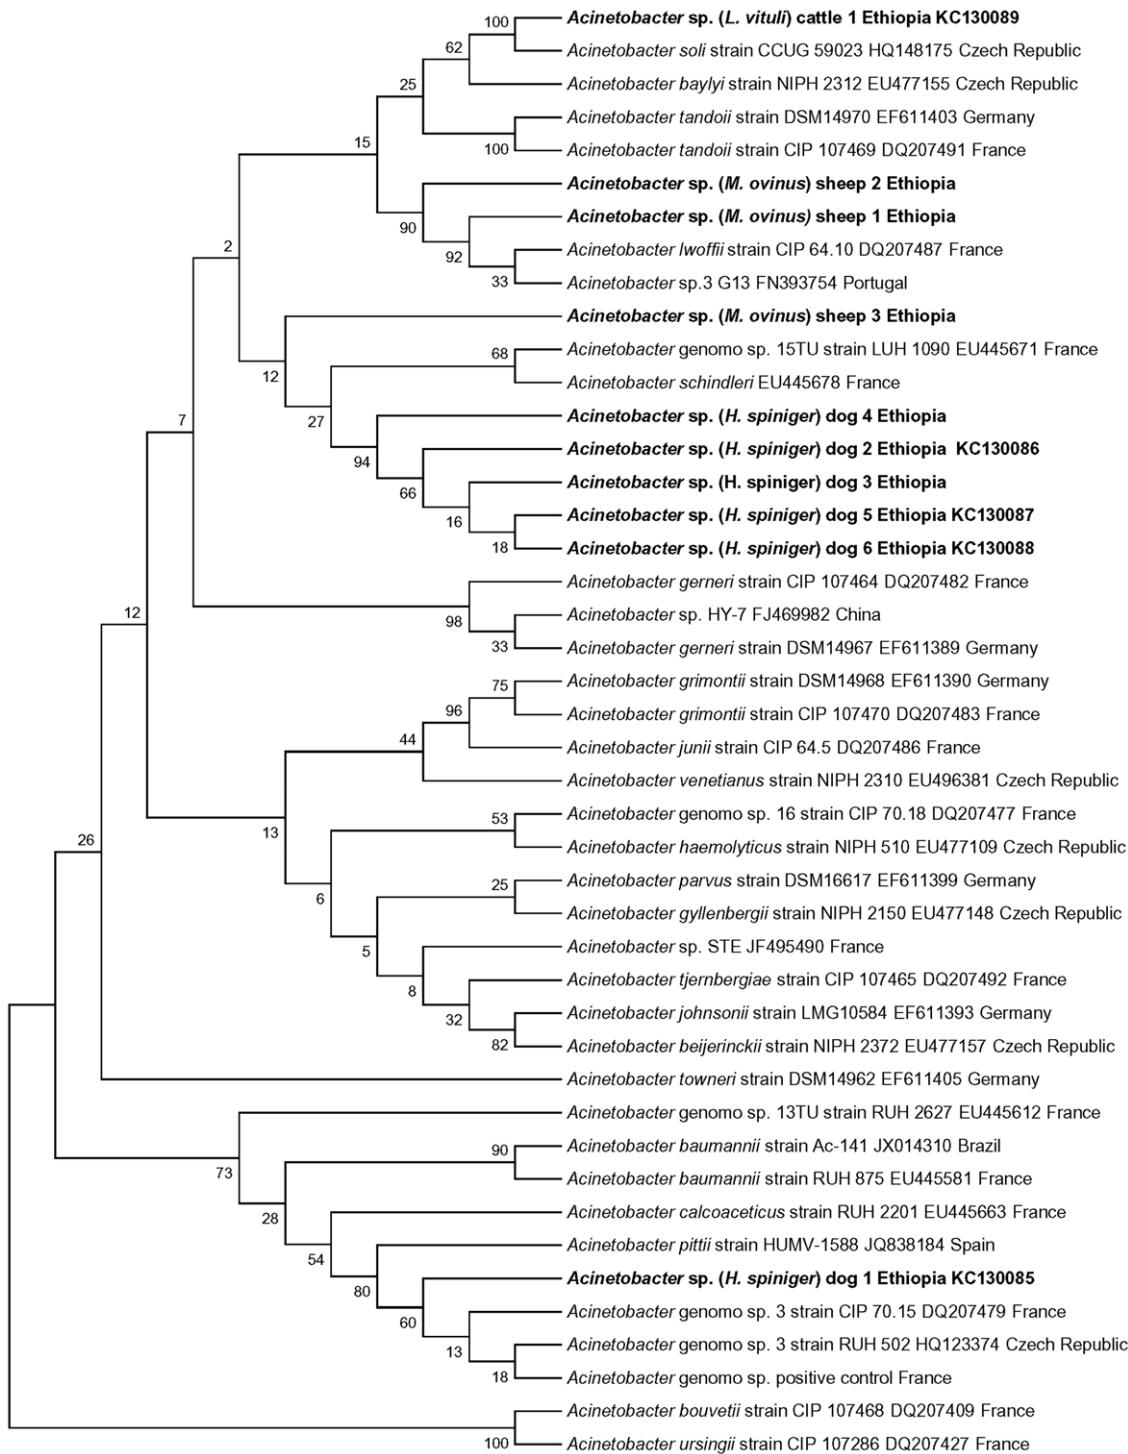 100 Acinetobacter sp. (L. vituli) cattle 1 Ethiopia KC130089
62
Acinetobacter soli strain CCUG 59023 HQ148175 Czech Republic
25
Acinetobacter baylyi strain NIPH 2312 EU477155 Czech Republic
Acinetobacter tandoii strain DSM14970 EF611403 Germany
15
100 Acinetobacter tandoii strain CIP 107469 DQ207491 France
Acinetobacter sp. (M. ovinus) sheep 2 Ethiopia
90
Acinetobacter sp. (M. ovinus) sheep 1 Ethiopia
2
92
Acinetobacter lwoffii strain CIP 64.10 DQ207487 France
33 Acinetobacter sp.3 G13 FN393754 Portugal
Acinetobacter sp. (M. ovinus) sheep 3 Ethiopia
68 Acinetobacter genomo sp. 15TU strain LUH 1090 EU445671 France
12
Acinetobacter schindleri EU445678 France
27
7
Acinetobacter sp. (H. spiniger) dog 4 Ethiopia
94
Acinetobacter sp. (H. spiniger) dog 2 Ethiopia KC130086
66
Acinetobacter sp. (H. spiniger) dog 3 Ethiopia
16
Acinetobacter sp. (H. spiniger) dog 5 Ethiopia KC130087
18 Acinetobacter sp. (H. spiniger) dog 6 Ethiopia KC130088
Acinetobacter gerneri strain CIP 107464 DQ207482 France
12
98
Acinetobacter sp. HY-7 FJ469982 China
33 Acinetobacter gerneri strain DSM14967 EF611389 Germany
75 Acinetobacter grimontii strain DSM14968 EF611390 Germany
96
Acinetobacter grimontii strain CIP 107470 DQ207483 France
44
Acinetobacter junii strain CIP 64.5 DQ207486 France
Acinetobacter venetianus strain NIPH 2310 EU496381 Czech Republic
13
53 Acinetobacter genomo sp. 16 strain CIP 70.18 DQ207477 France
26
Acinetobacter haemolyticus strain NIPH 510 EU477109 Czech Republic
6
25 Acinetobacter parvus strain DSM16617 EF611399 Germany
Acinetobacter gyllenbergii strain NIPH 2150 EU477148 Czech Republic
5
Acinetobacter sp. STE JF495490 France
8
Acinetobacter tjernbergiae strain CIP 107465 DQ207492 France
32
Acinetobacter johnsonii strain LMG10584 EF611393 Germany
82 Acinetobacter beijerinckii strain NIPH 2372 EU477157 Czech Republic
Acinetobacter towneri strain DSM14962 EF611405 Germany
Acinetobacter genomo sp. 13TU strain RUH 2627 EU445612 France
73
90 Acinetobacter baumannii strain Ac-141 JX014310 Brazil
Acinetobacter baumannii strain RUH 875 EU445581 France
28
Acinetobacter calcoaceticus strain RUH 2201 EU445663 France
54
Acinetobacter pittii strain HUMV-1588 JQ838184 Spain
80
Acinetobacter sp. (H. spiniger) dog 1 Ethiopia KC130085
60
Acinetobacter genomo sp. 3 strain CIP 70.15 DQ207479 France
13
Acinetobacter genomo sp. 3 strain RUH 502 HQ123374 Czech Republic
18 Acinetobacter genomo sp. positive control France
Acinetobacter bouvetii strain CIP 107468 DQ207409 France
100 Acinetobacter ursingii strain CIP 107286 DQ207427 France